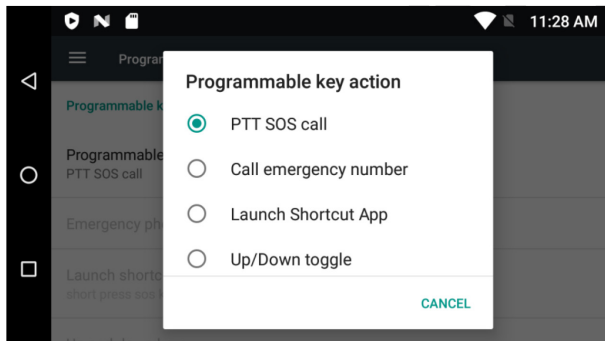 11:28 AM
Program
Programmable key action
Programmable k
PTT SOS call
Programmable
PTT SOS call
Call emergency number
Emergency ph
Launch Shortcut App
Launch shortc
short press sos k
Up/Down toggle
CANCEL